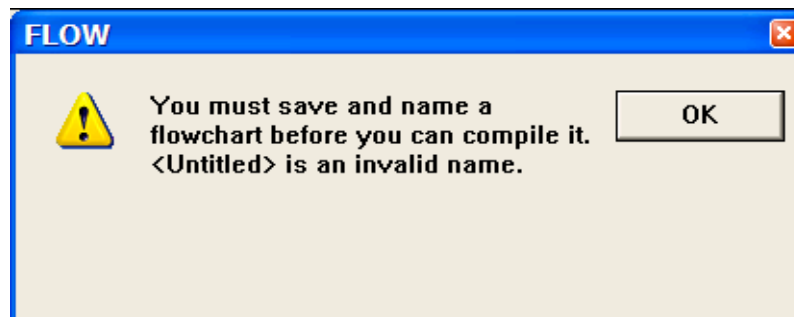 FLOW
You must save and name a
flowchart before you can compile it.
<Untitled> is an invalid name.
OK